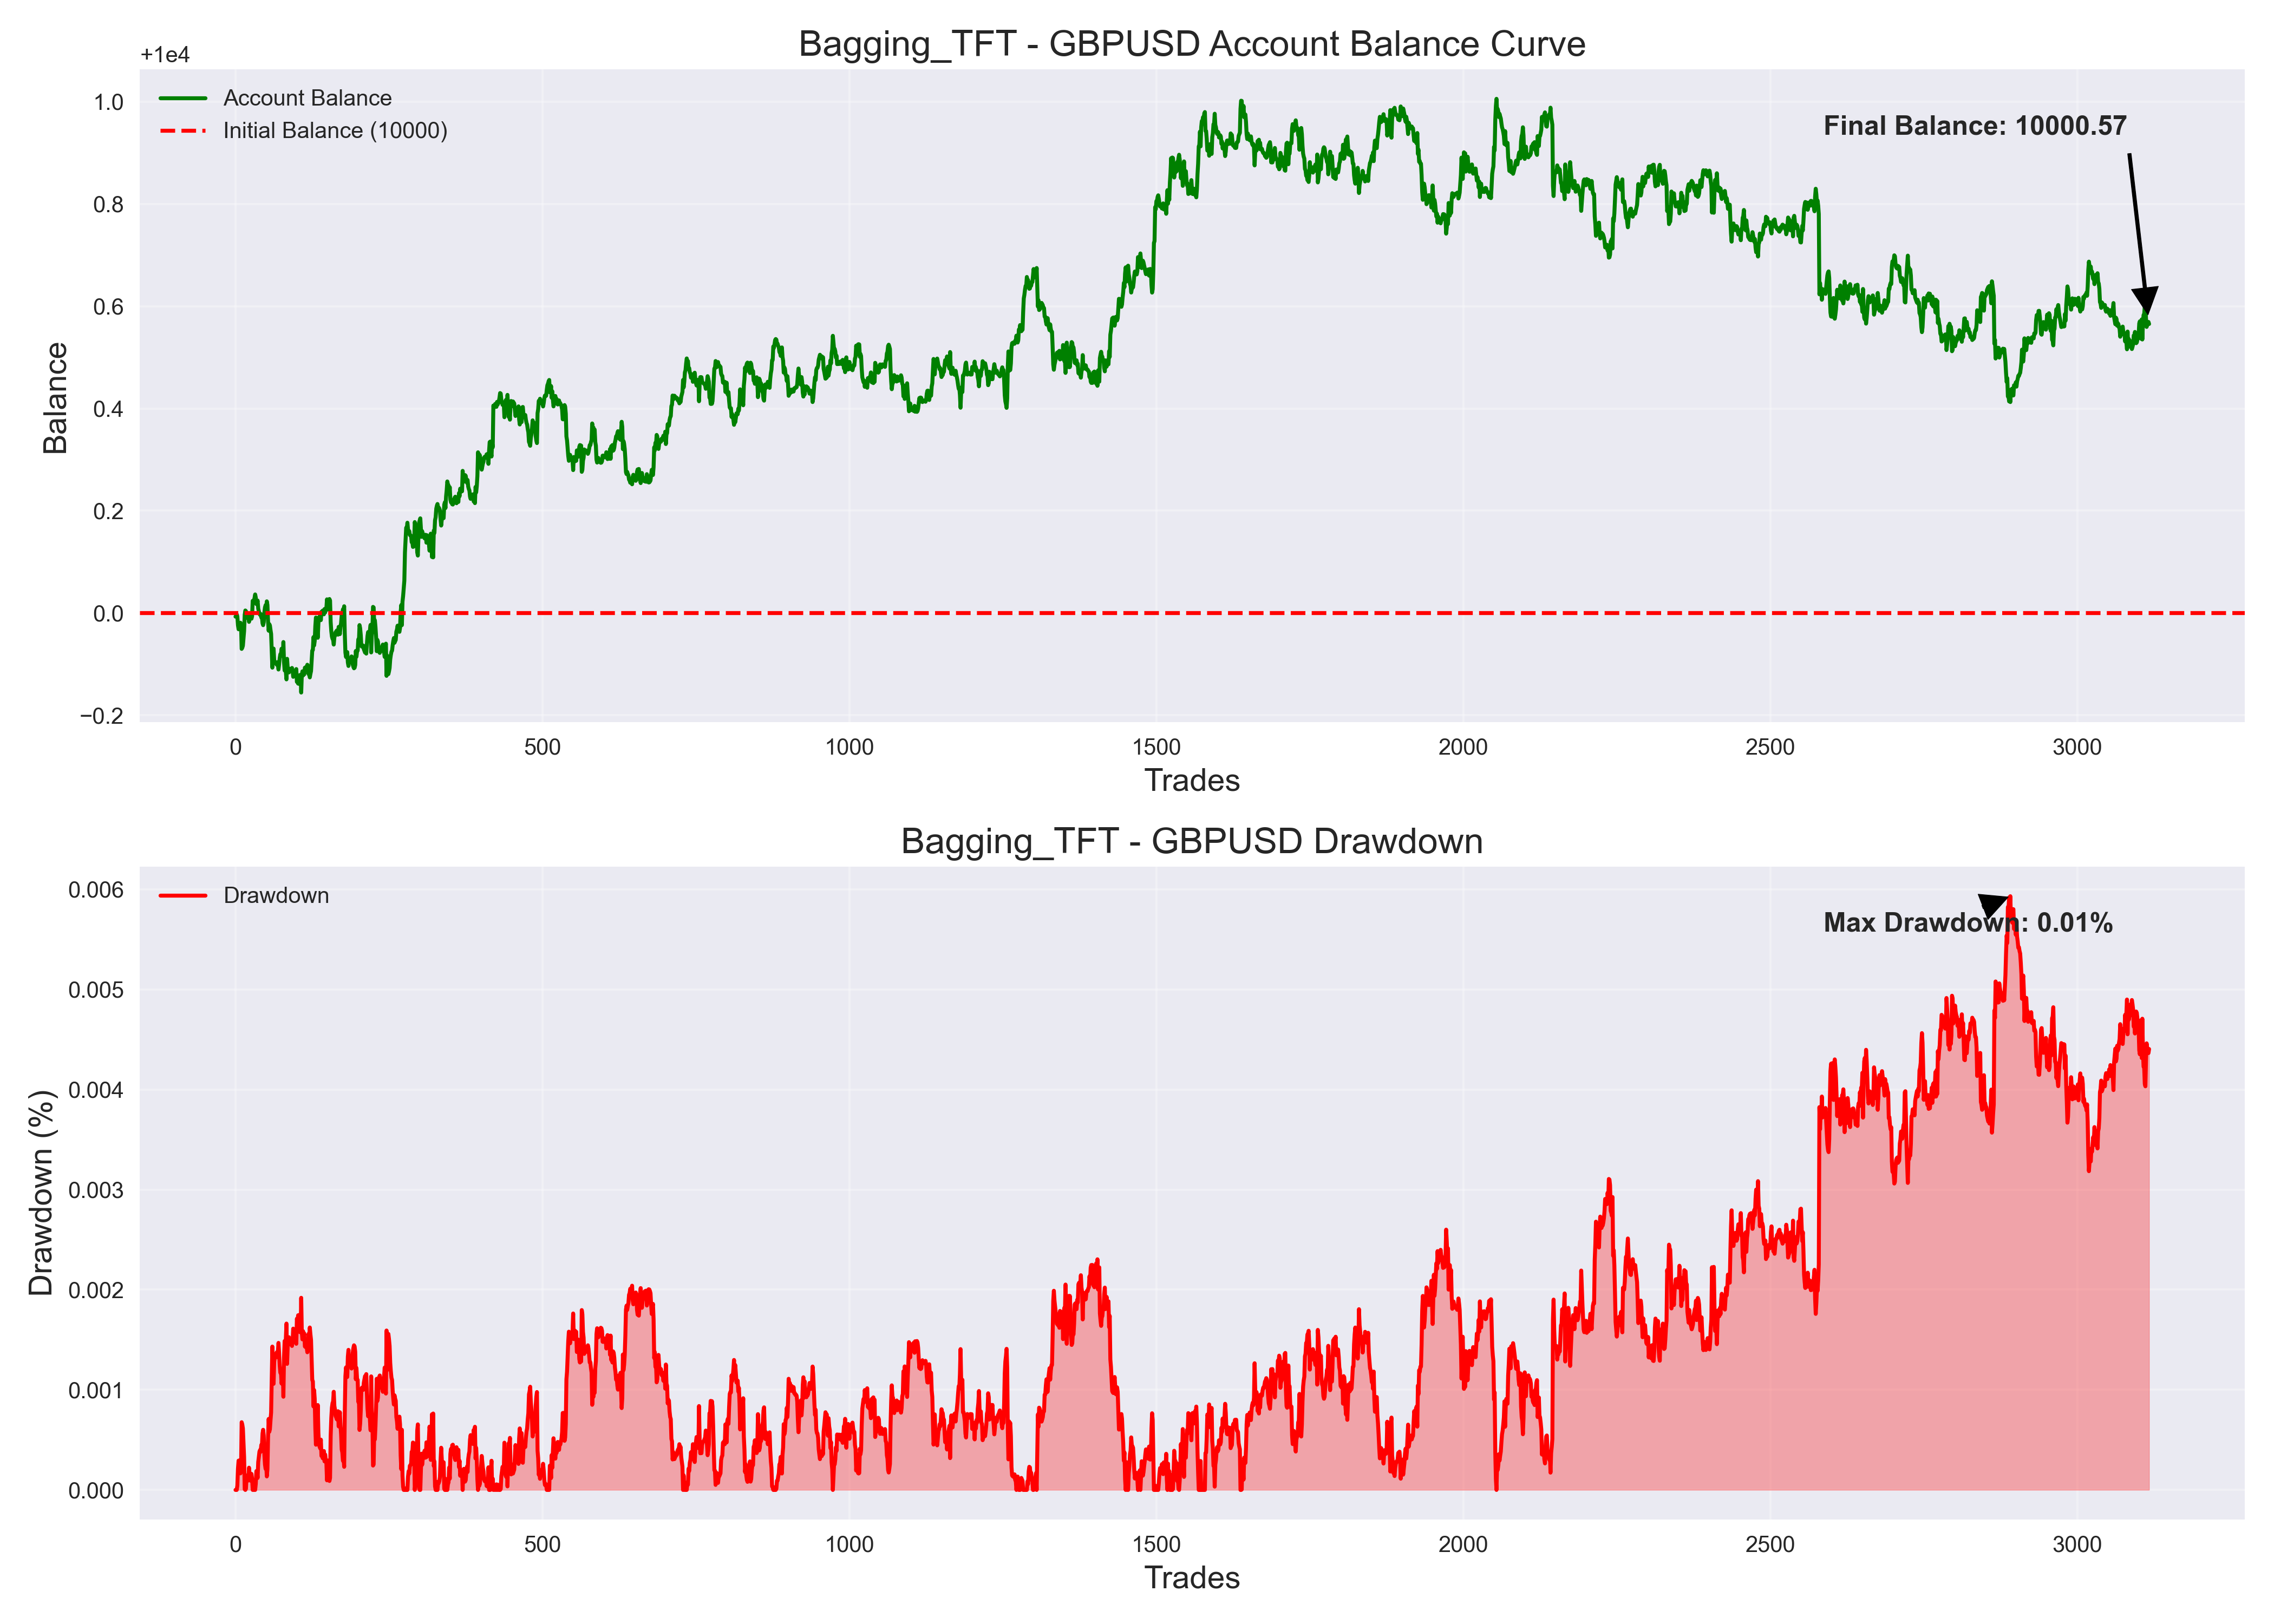 Bagging_TFT - GBPUSD Account Balance Curve
+1e4
Account Balance
Initial Balance (10000)
Final Balance: 10000.57
1.0
0.8
0.6
0.4
0.2
0.0
−0.2
Balance
0 500 1000 1500 2000 2500 3000
Trades
Bagging_TFT - GBPUSD Drawdown
Drawdown
Max Drawdown: 0.01%
0.006
0.005
0.004
0.003
0.002
0.001
0.000
Drawdown (%)
0 500 1000 1500 2000 2500 3000
Trades